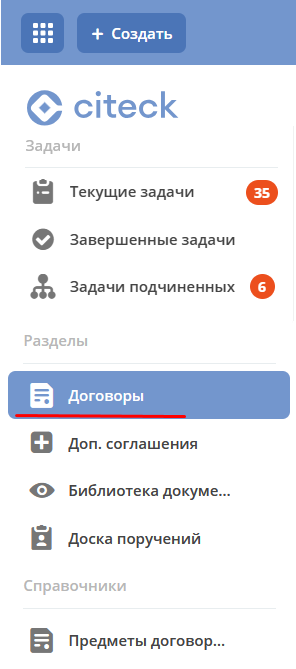 + Создать
citeck
Задачи
Текущие задачи 35
Завершенные задачи
Задачи подчиненных 6
Разделы
Договоры
Доп. соглашения
Библиотека докуме...
Доска поручений
Справочники
Предметы договор...